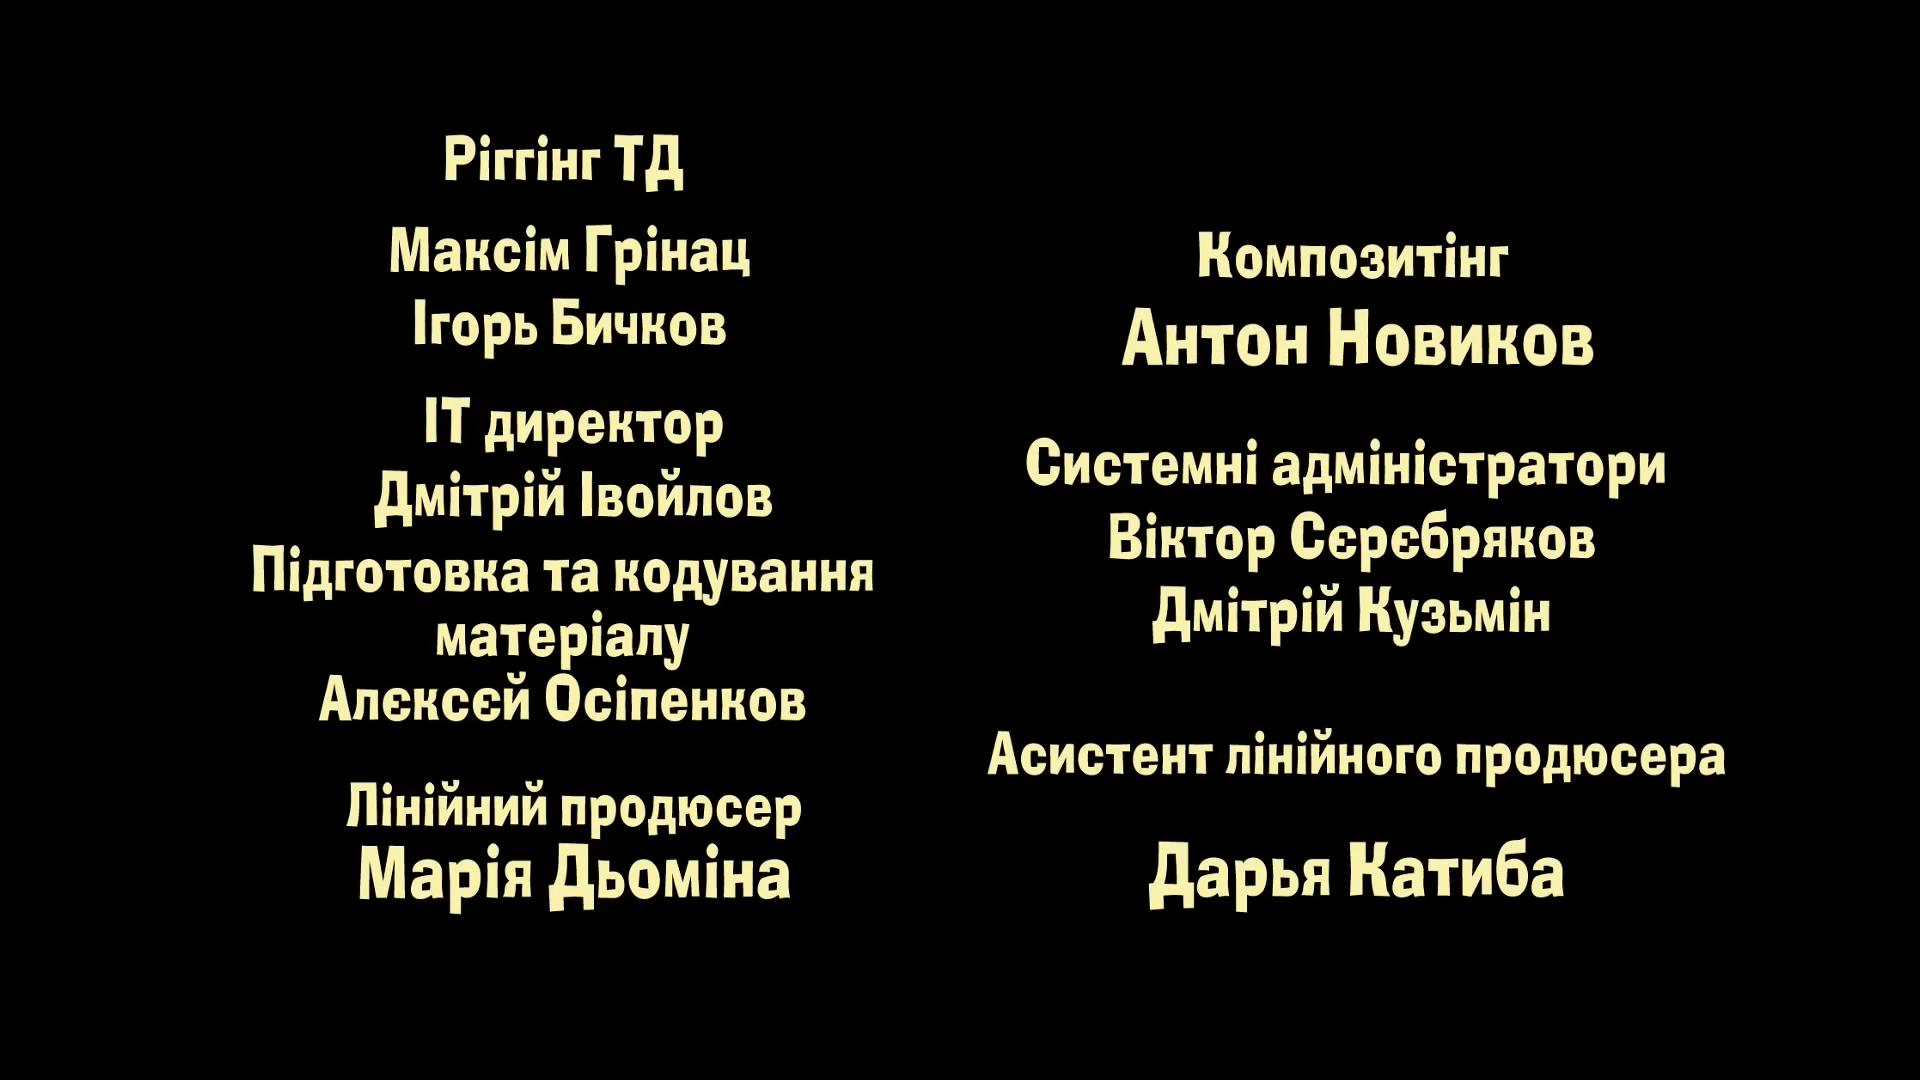 Ріггінг ТД
Максім Грінац
Ігорь Бичков
ІТ директор
Дмітрій Івойлов
Підготовка та кодування
матеріалу
Алєксєй Осіпенков
Лінійний продюсер
Марія Дьоміна
Композитінг
Антон Новиков
Системні адміністратори
Віктор Сєрєбряков
Дмітрій Кузьмін
Асистент лінійного продюсера
Дарья Катиба